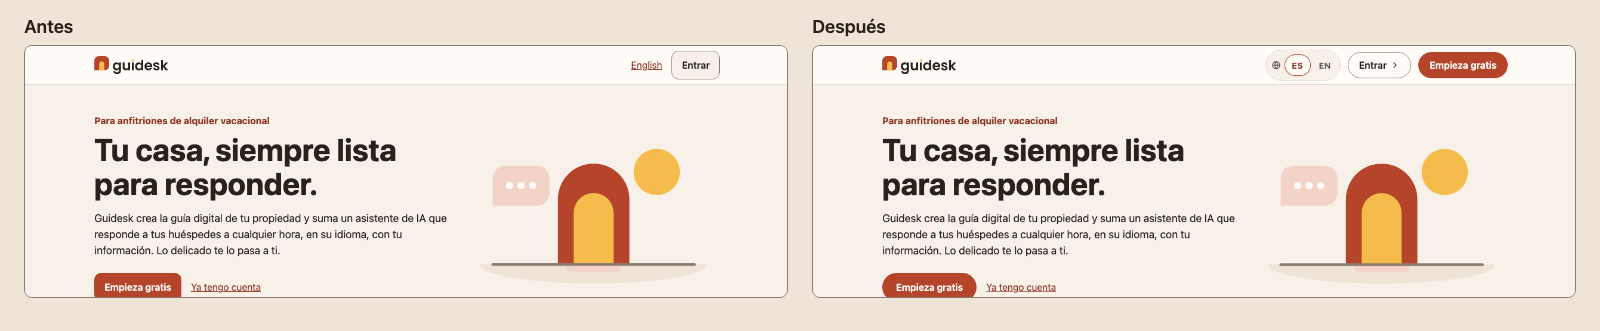 Antes
guidesk
English
Entrar
Para anfitriones de alquiler vacacional
Tu casa, siempre lista
para responder.
Guidesk crea la guía digital de tu propiedad y suma un asistente de IA que
responde a tus huéspedes a cualquier hora, en su idioma, con tu
información. Lo delicado te lo pasa a ti.
Empieza gratis
Ya tengo cuenta
Después
guidesk
ES
EN
Entrar
Empieza gratis
Para anfitriones de alquiler vacacional
Tu casa, siempre lista
para responder.
Guidesk crea la guía digital de tu propiedad y suma un asistente de IA que
responde a tus huéspedes a cualquier hora, en su idioma, con tu
información. Lo delicado te lo pasa a ti.
Empieza gratis
Ya tengo cuenta